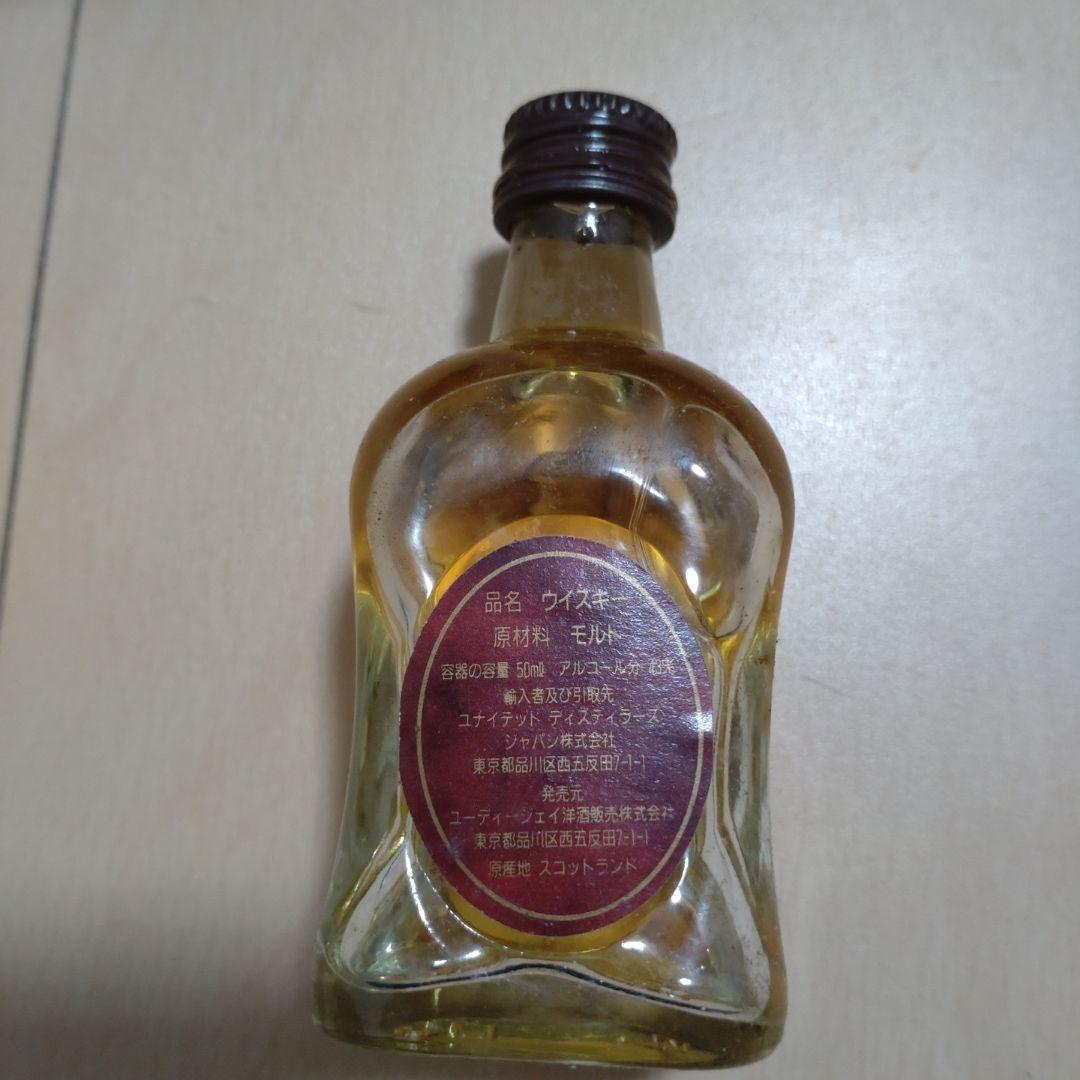 品名 ウイスキー
原材料 モルト
容器の容量 50mℓ アルコール分
輸入者及び引取先
ユナイテッド ディスティラーズ
ジャパン株式会社
東京都品川区西五反田7-1-1
発売元
ユーディージェイ洋酒販売株式会社
東京都品川区西五反田7-1-1
原産地 スコットランド